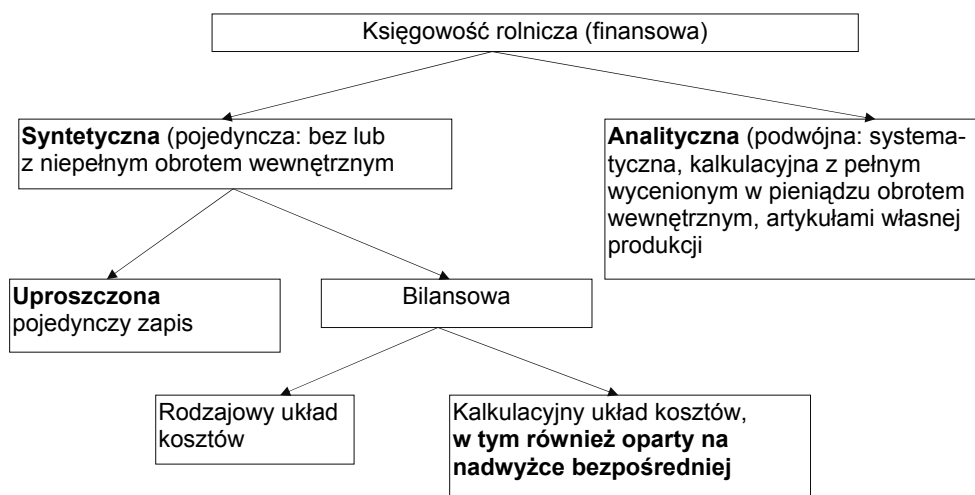 Księgowość rolnicza (finansowa)
Syntetyczna (pojedyncza: bez lub
z niepełnym obrotem wewnętrznym
Analityczna (podwójna: systema-
tyczna, kalkulacyjna z pełnym
wycenionym w pieniądzu obrotem
wewnętrznym, artykułami własnej
produkcji
Uproszczona
pojedynczy zapis
Bilansowa
Rodzajowy układ
kosztów
Kalkulacyjny układ kosztów,
w tym również oparty na
nadwyżce bezpośredniej